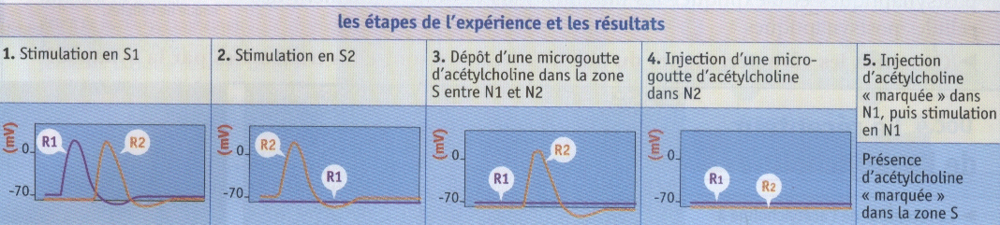 les étapes de l'expérience et les résultats
1. Stimulation en S1
2. Stimulation en S2
3. Dépôt d'une microgoutte
d'acétylcholine dans la zone
S entre N1 et N2
4. Injection d'une micro-
goutte d'acétylcholine
dans N2
5. Injection
d'acétylcholine
« marquée » dans
N1, puis stimulation
en N1
(mV)
0
-70
R1
R2
(mV)
0
-70
R2
R1
(mV)
0
-70
R1
R2
(mV)
0
-70
R1
R2
Présence
d'acétylcholine
« marquée »
dans la zone S